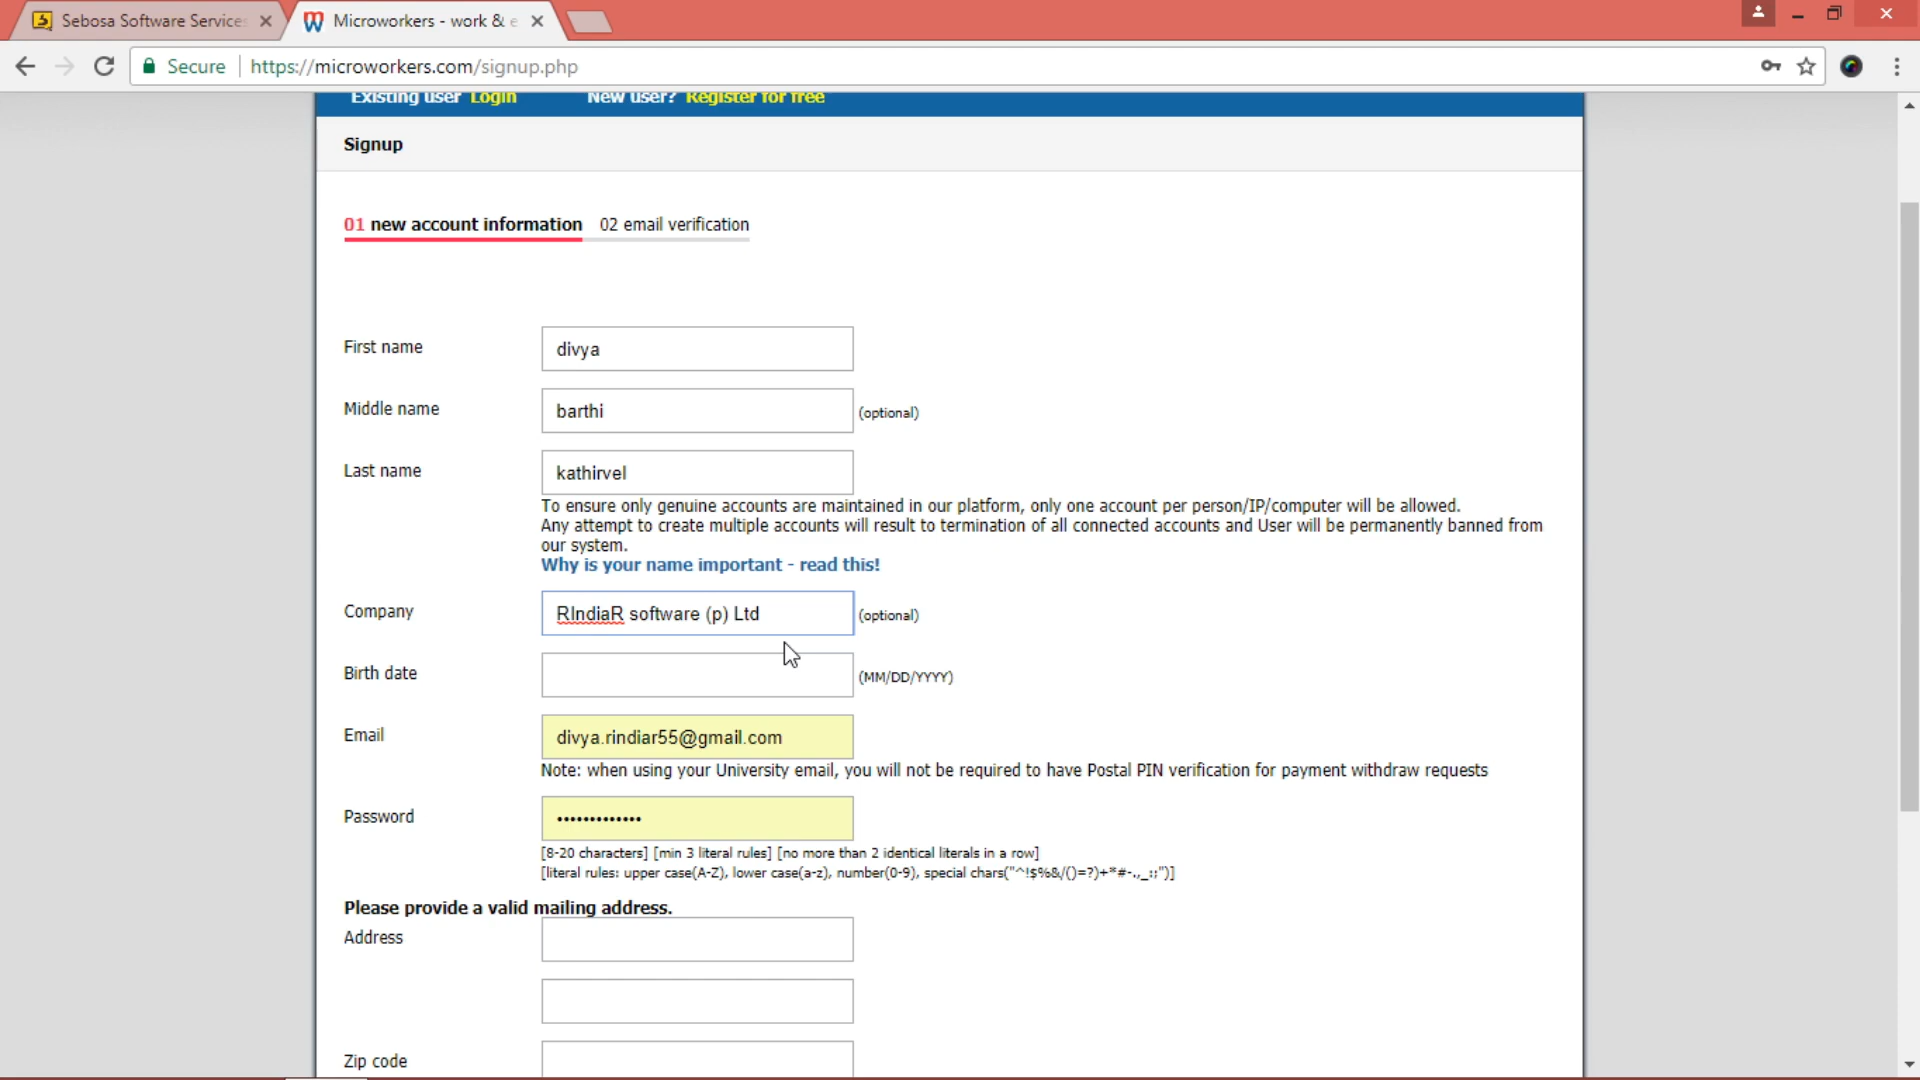 Sebosa Software Services
Microworkers - work & e
Secure
https://microworkers.com/signup.php
Existing user Login New user? Register for free
Signup
01 new account information 02 email verification
First name divya
Middle name barthi (optional)
Last name kathirvel
To ensure only genuine accounts are maintained in our platform, only one account per person/IP/computer will be allowed.
Any attempt to create multiple accounts will result to termination of all connected accounts and User will be permanently banned from
our system.
Why is your name important - read this!
Company RIndiaR software (p) Ltd (optional)
Birth date (MM/DD/YYYY)
Email divya.rindiar55@gmail.com
Note: when using your University email, you will not be required to have Postal PIN verification for payment withdraw requests
Password •••••••••••••
[8-20 characters] [min 3 literal rules] [no more than 2 identical literals in a row]
[literal rules: upper case(A-Z), lower case(a-z), number(0-9), special chars("^!$%&/()=?)+*#-.,_:;")]
Please provide a valid mailing address.
Address
Zip code